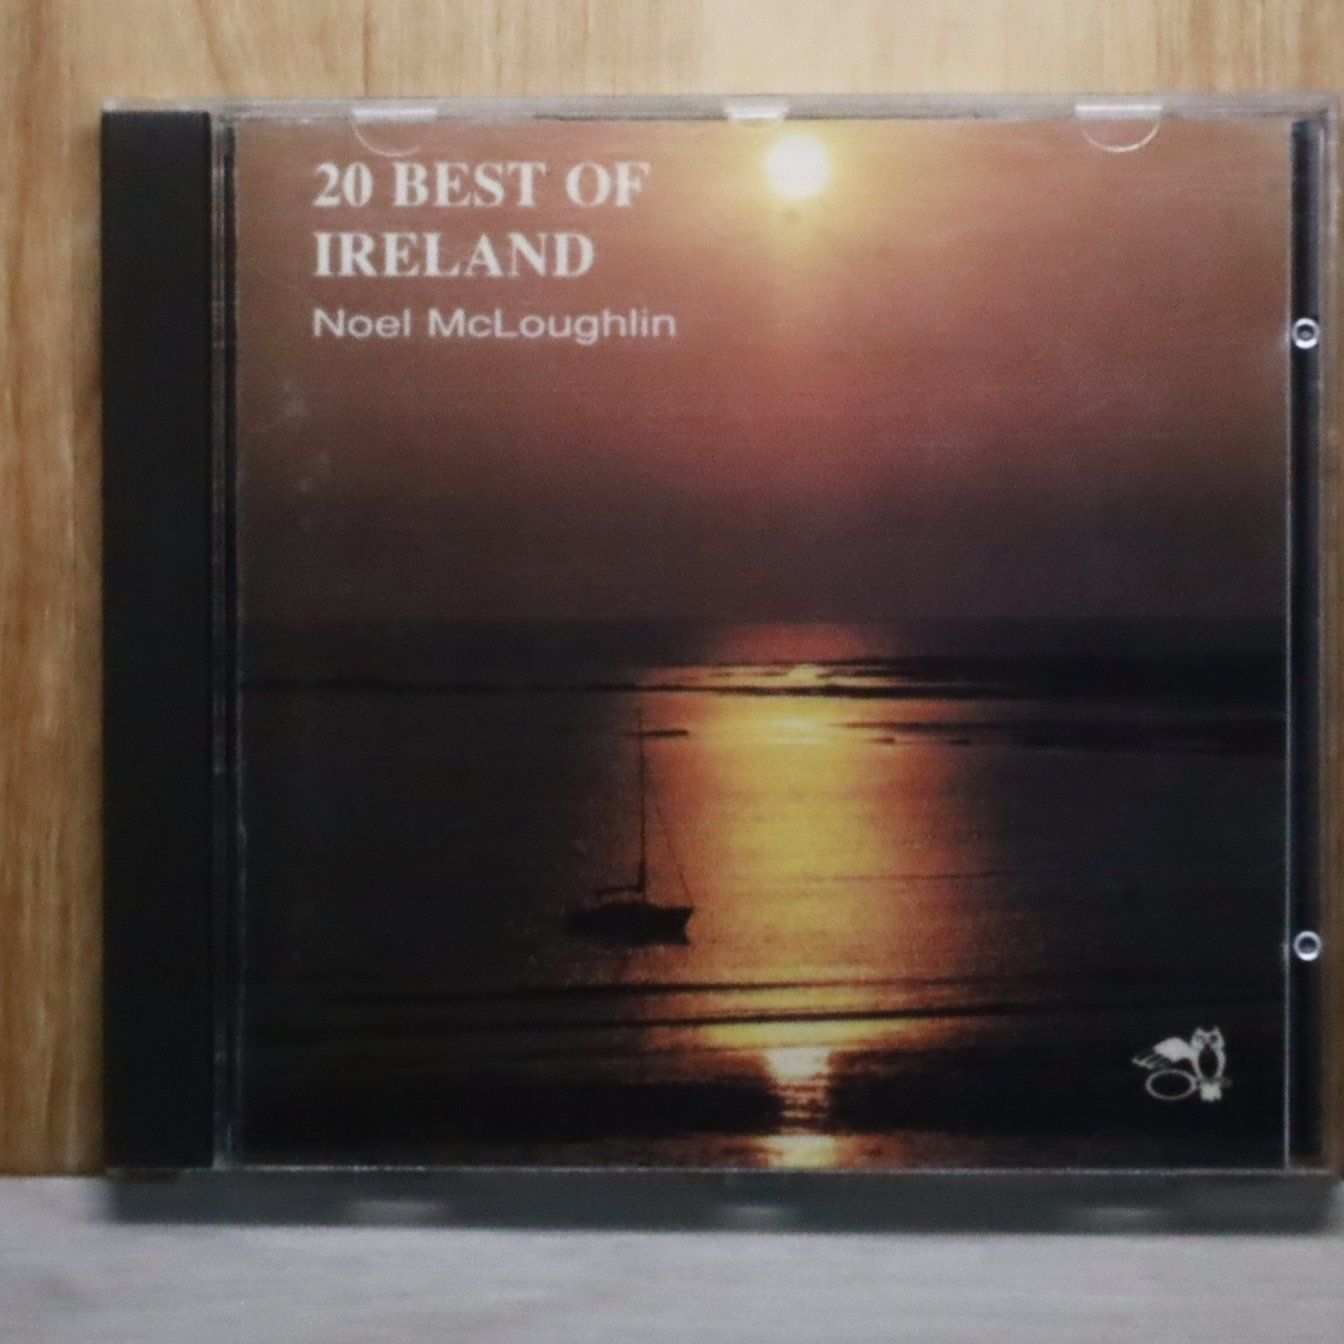 20 BEST OF
IRELAND
Noel McLoughlin